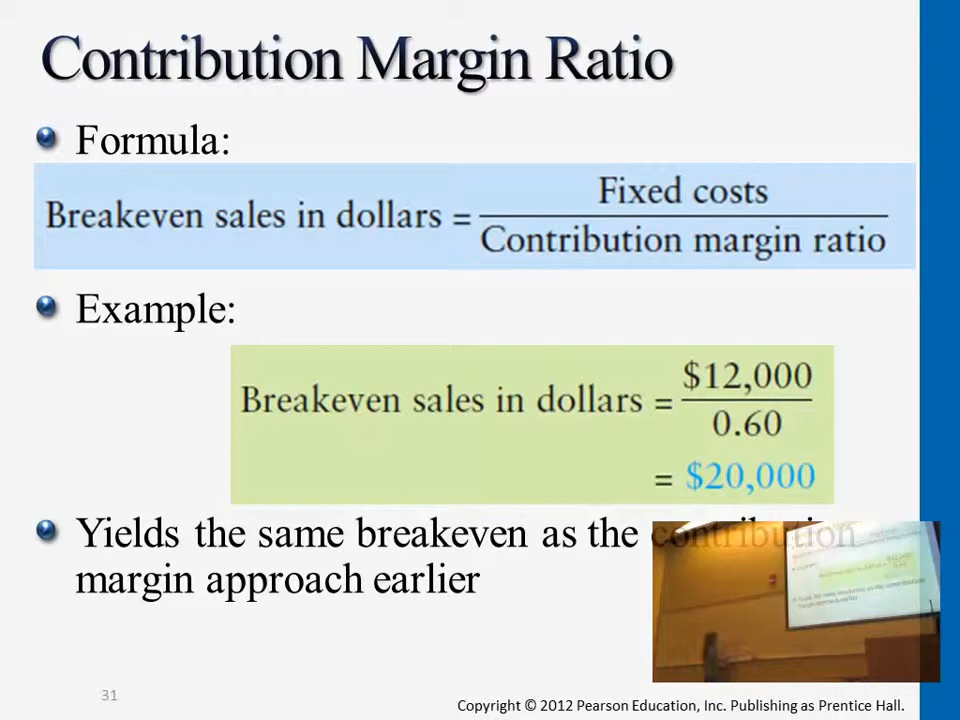 Contribution Margin Ratio
Formula:
Breakeven sales in dollars = Fixed costs
Contribution margin ratio
Example:
Breakeven sales in dollars = $12,000
0.60
= $20,000
Yields the same breakeven as the contribution
margin approach earlier
31
Copyright © 2012 Pearson Education, Inc. Publishing as Prentice Hall.